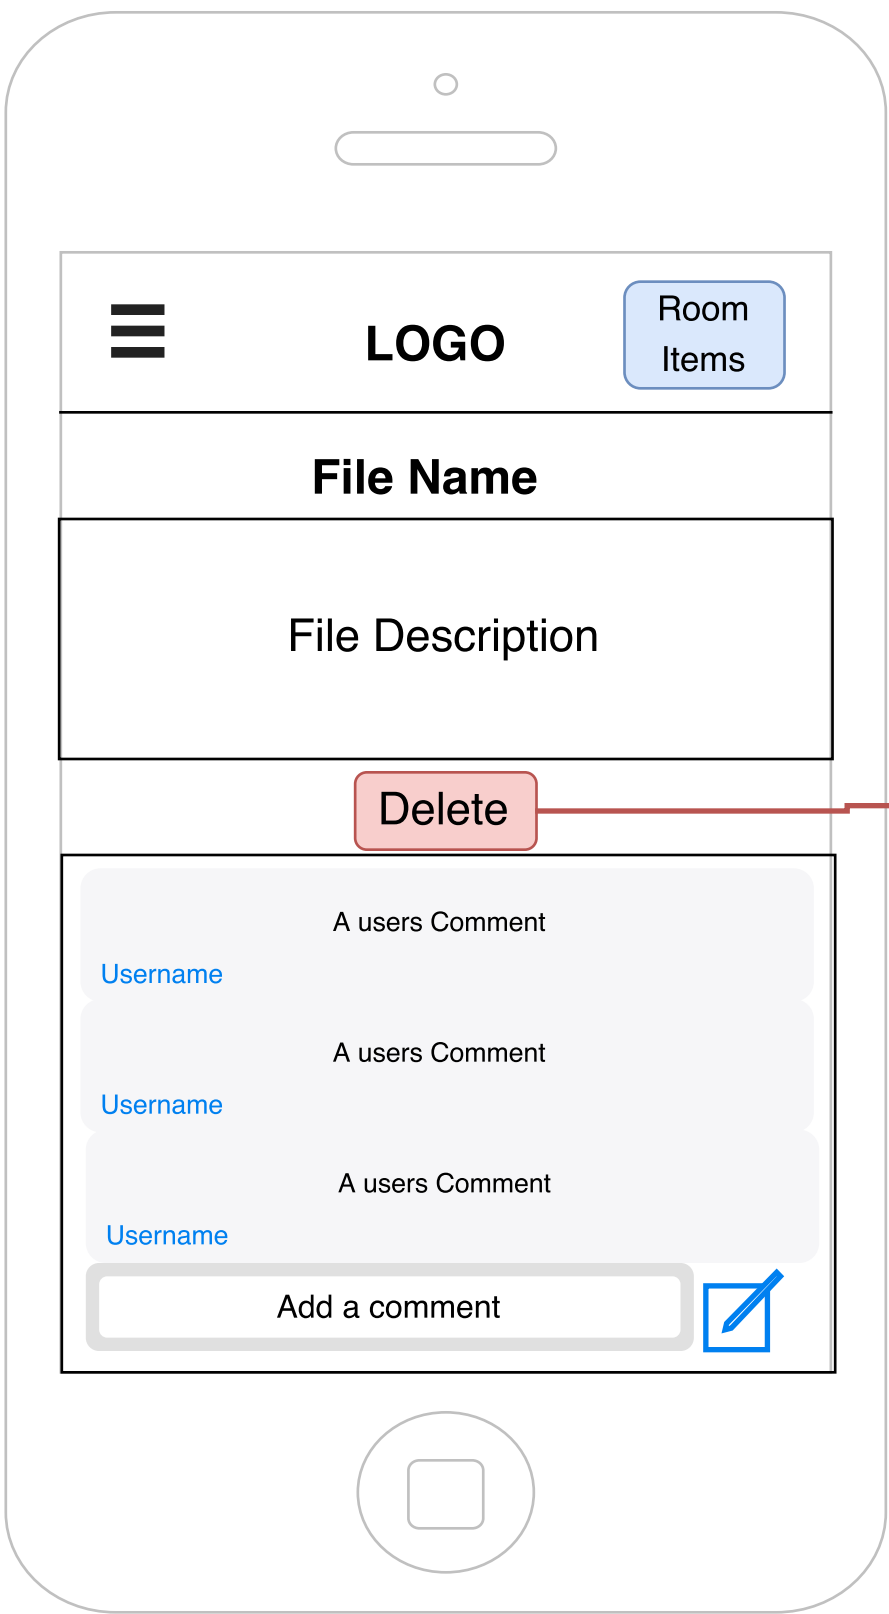 Room
Items
LOGO
File Name
File Description
Delete
A users Comment
Username
A users Comment
Username
A users Comment
Username
Add a comment